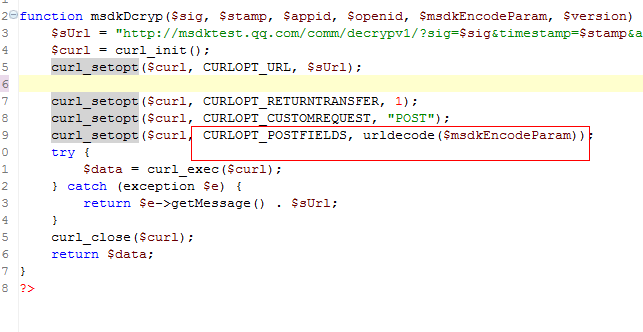 2 function msdkDcryp($sig, $stamp, $appid, $openid, $msdkEncodeParam, $version)
3 $sUrl = "http://msdktest.qq.com/comm/decrypv1/?sig=$sig&timestamp=$stamp&a
4 $curl = curl_init();
5 curl_setopt($curl, CURLOPT_URL, $sUrl);
6
7 curl_setopt($curl, CURLOPT_RETURNTRANSFER, 1);
8 curl_setopt($curl, CURLOPT_CUSTOMREQUEST, "POST");
9 curl_setopt($curl, CURLOPT_POSTFIELDS, urldecode($msdkEncodeParam));
0 try {
1 $data = curl_exec($curl);
2 } catch (exception $e) {
3 return $e->getMessage() . $sUrl;
4 }
5 curl_close($curl);
6 return $data;
7 }
8 ?>